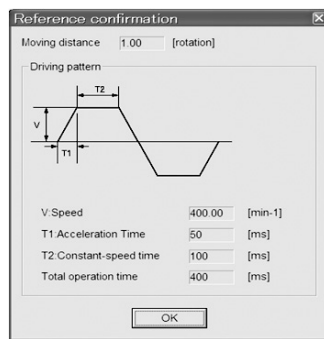 Reference confirmation
Moving distance 1.00 [rotation]
Driving pattern
T2
V
T1
V:Speed 400.00 [min-1]
T1:Acceleration Time 50 [ms]
T2:Constant-speed time 100 [ms]
Total operation time 400 [ms]
OK